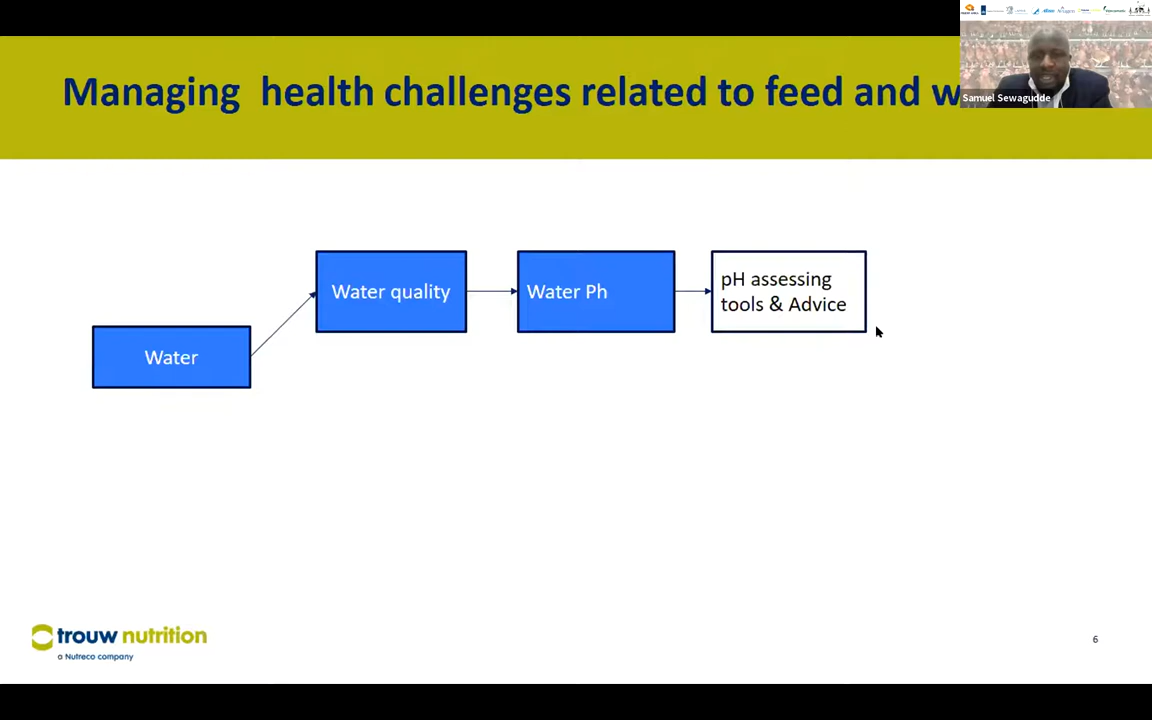 Managing health challenges related to feed and w
Samuel Sewagudde
Water quality
Water Ph
pH assessing
tools & Advice
Water
trouw nutrition
a Nutreco company
6